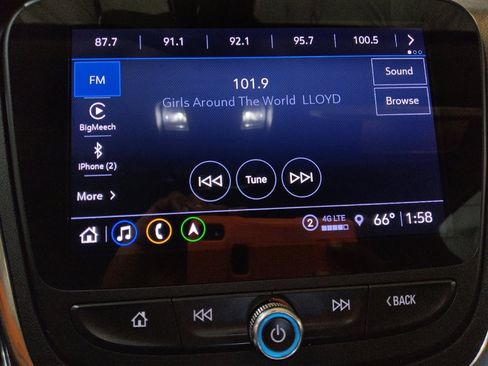 87.7 91.1 92.1 95.7 100.5
FM
101.9
Sound
Girls Around The World LLOYD
Browse
BigMeech
iPhone (2)
Tune
More
2 4G LTE 66° 1:58
BACK